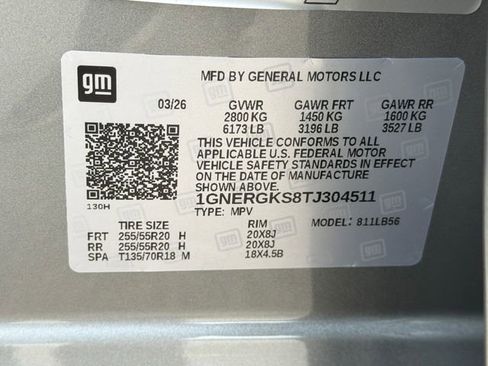 gm
MFD BY GENERAL MOTORS LLC
03/26 GVWR GAWR FRT GAWR RR
2800 KG 1450 KG 1600 KG
6173 LB 3196 LB 3527 LB
THIS VEHICLE CONFORMS TO ALL
APPLICABLE U.S. FEDERAL MOTOR
VEHICLE SAFETY STANDARDS IN EFFECT
ON THE DATE OF MANUFACTURE
SHOWN ABOVE.
1GNERGKS8TJ304511
130H TYPE: MPV MODEL: 811LB56
TIRE SIZE RIM
FRT 255/55R20 H 20X8J
RR 255/55R20 H 20X8J
SPA T135/70R18 M 18X4.5B